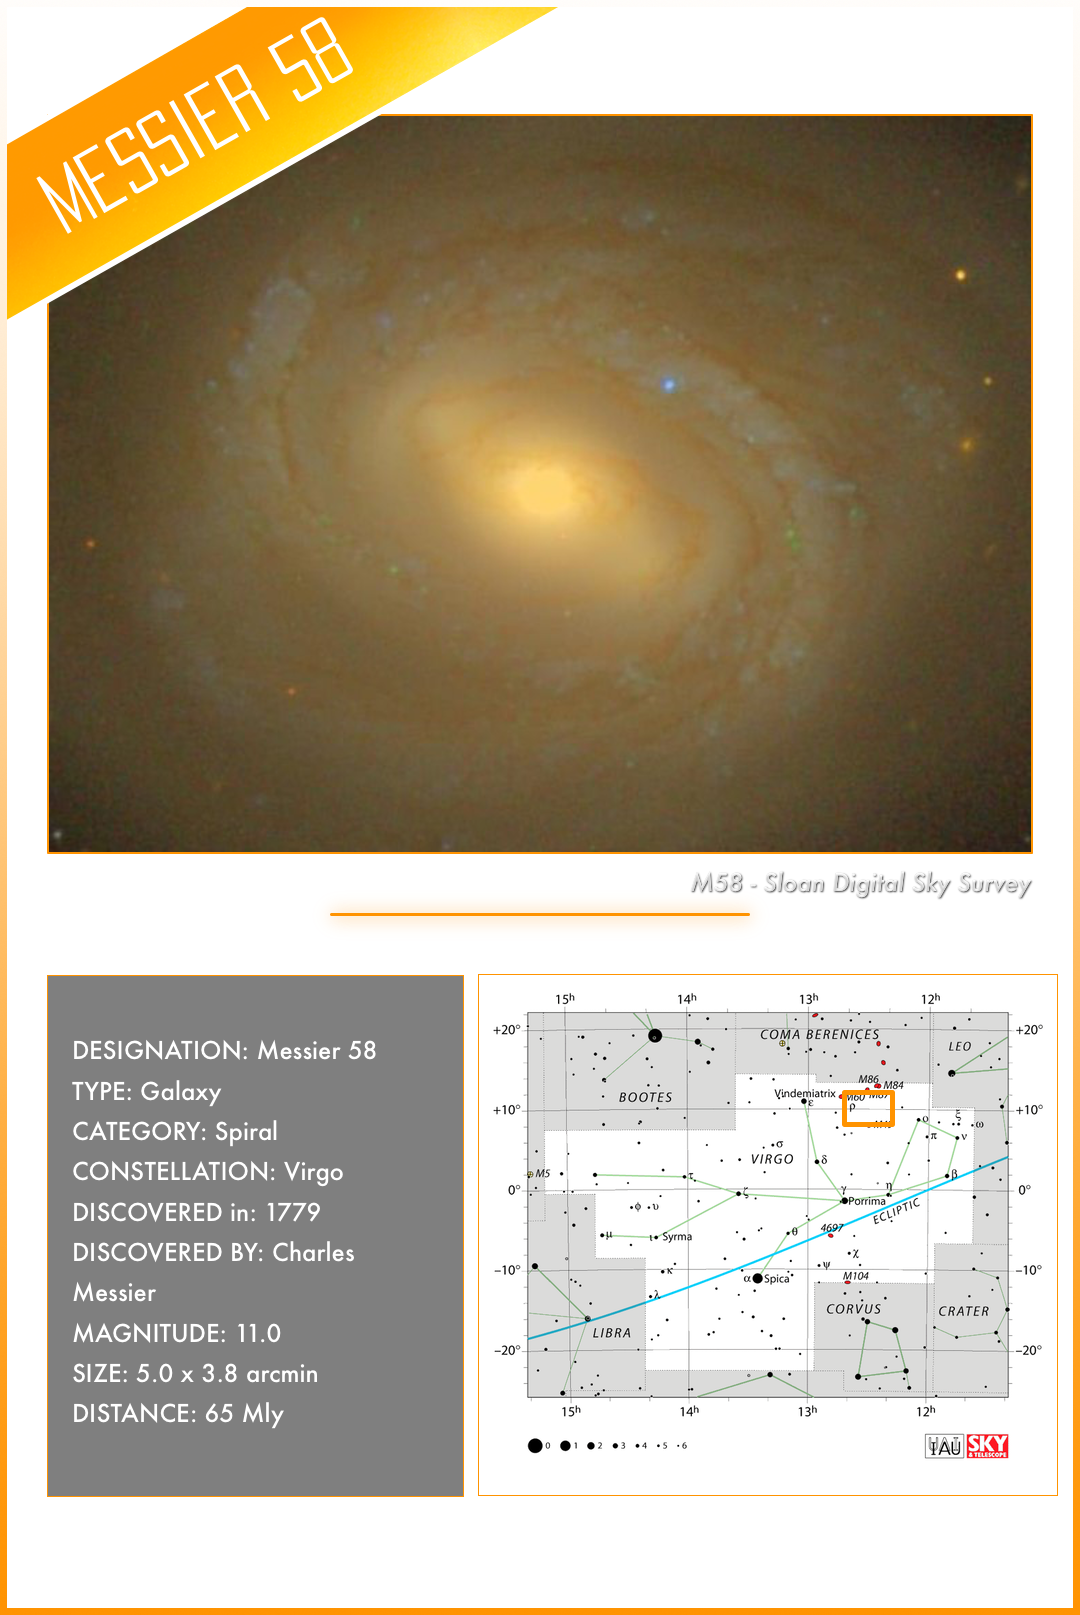 MESSIER 58
M58 - Sloan Digital Sky Survey
DESIGNATION: Messier 58
TYPE: Galaxy
CATEGORY: Spiral
CONSTELLATION: Virgo
DISCOVERED in: 1779
DISCOVERED BY: Charles
Messier
MAGNITUDE: 11.0
SIZE: 5.0 x 3.8 arcmin
DISTANCE: 65 Mly
15h 14h 13h 12h
+20° +20°
COMA BERENICES
LEO
M86
M84
BOOTES
Vindemiatrix
M60
ε
ρ
+10° +10°
ο
ξ
ω
π
ν
σ
VIRGO
δ
M5
τ
β
0° 0°
ζ
γ
η
Porrima
φ
υ
ECLIPTIC
μ
ι
Syrma
θ
4697
χ
ψ
κ
−10° −10°
α
Spica
M104
λ
CORVUS
CRATER
LIBRA
−20° −20°
15h 14h 13h 12h
0 1 2 3 4 5 6
IAU
SKY
& TELESCOPE